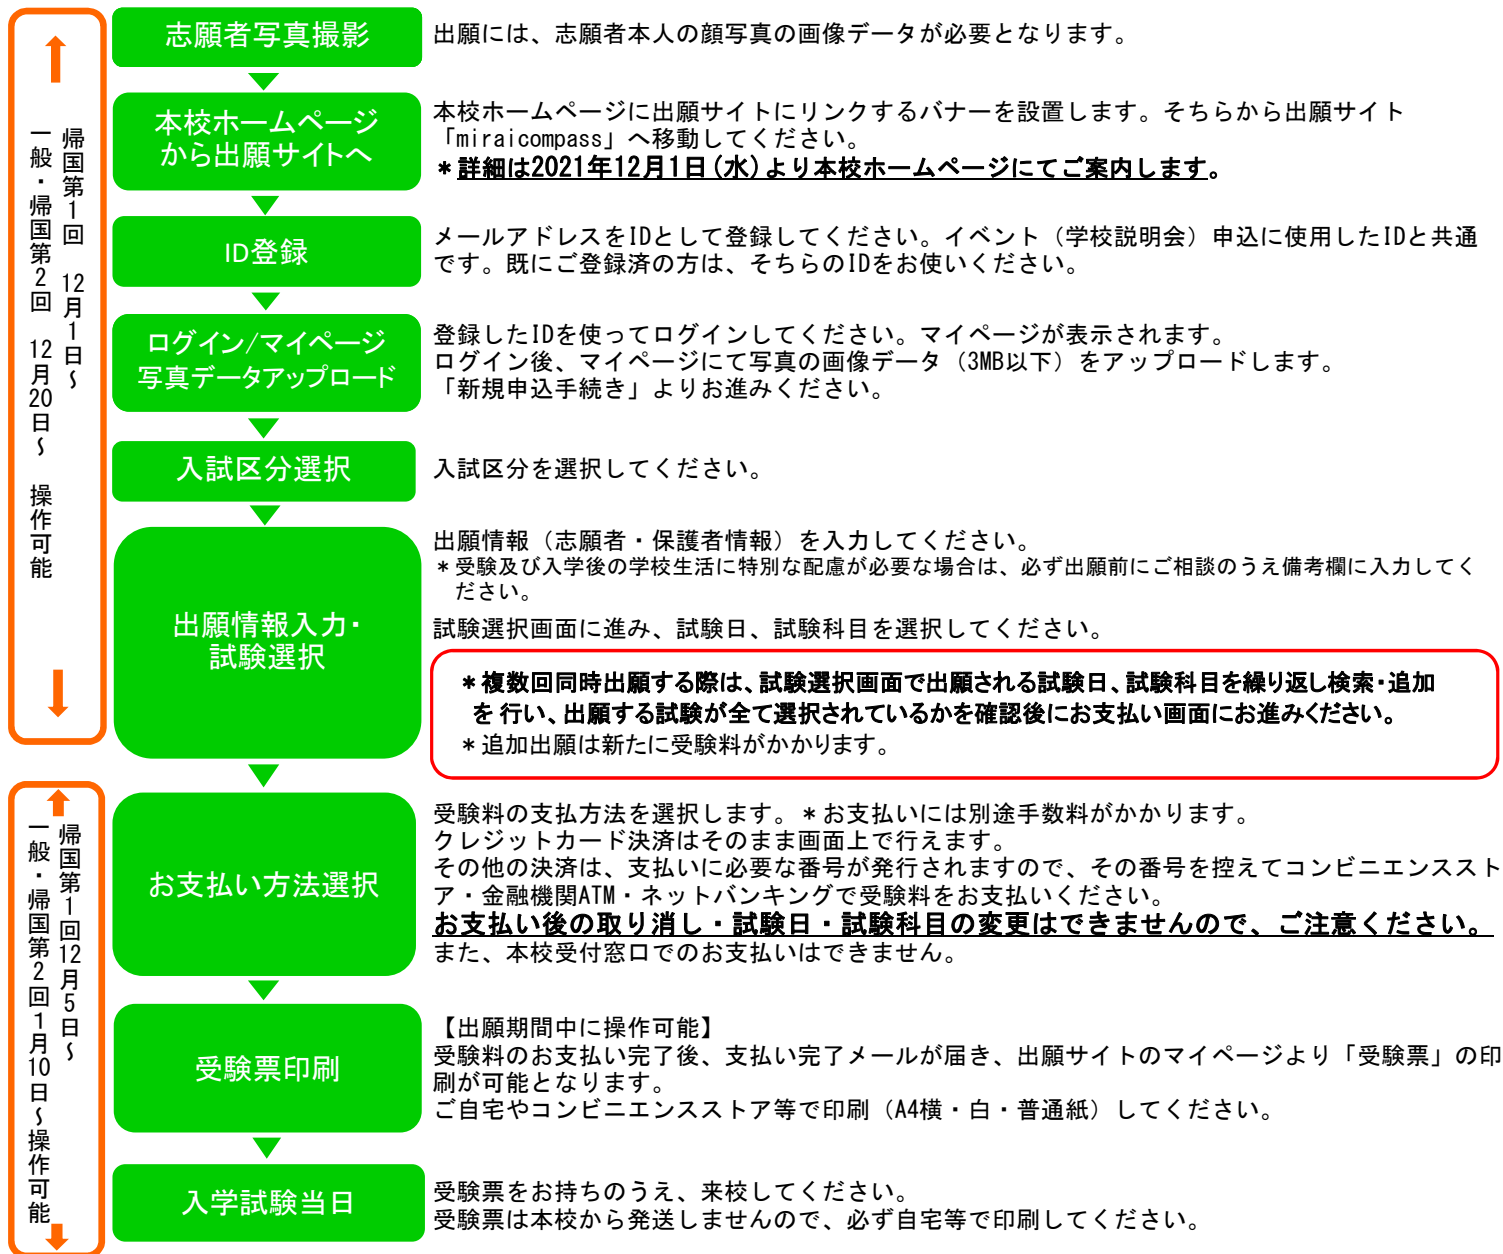 帰国第1回　12月1日～
一般・帰国第2回　12月20日～　操作可能
志願者写真撮影
出願には、志願者本人の顔写真の画像データが必要となります。
本校ホームページ
から出願サイトへ
本校ホームページに出願サイトにリンクするバナーを設置します。そちらから出願サイト
「miraicompass」へ移動してください。
＊詳細は2021年12月1日(水)より本校ホームページにてご案内します。
ID登録
メールアドレスをIDとして登録してください。イベント（学校説明会）申込に使用したIDと共通
です。既にご登録済の方は、そちらのIDをお使いください。
ログイン/マイページ
写真データアップロード
登録したIDを使ってログインしてください。マイページが表示されます。
ログイン後、マイページにて写真の画像データ（3MB以下）をアップロードします。
「新規申込手続き」よりお進みください。
入試区分選択
入試区分を選択してください。
出願情報入力・
試験選択
出願情報（志願者・保護者情報）を入力してください。
＊受験及び入学後の学校生活に特別な配慮が必要な場合は、必ず出願前にご相談のうえ備考欄に入力してく
ださい。
試験選択画面に進み、試験日、試験科目を選択してください。
＊複数回同時出願する際は、試験選択画面で出願される試験日、試験科目を繰り返し検索・追加
を 行い、出願する試験が全て選択されているかを確認後にお支払い画面にお進みください。
＊追加出願は新たに受験料がかかります。
帰国第1回12月5日～
一般・帰国第2回1月10日～操作可能
お支払い方法選択
受験料の支払方法を選択します。＊お支払いには別途手数料がかかります。
クレジットカード決済はそのまま画面上で行えます。
その他の決済は、支払いに必要な番号が発行されますので、その番号を控えてコンビニエンススト
ア・金融機関ATM・ネットバンキングで受験料をお支払いください。
お支払い後の取り消し・試験日・試験科目の変更はできませんので、ご注意ください。
また、本校受付窓口でのお支払いはできません。
受験票印刷
【出願期間中に操作可能】
受験料のお支払い完了後、支払い完了メールが届き、出願サイトのマイページより「受験票」の印
刷が可能となります。
ご自宅やコンビニエンスストア等で印刷（A4横・白・普通紙）してください。
入学試験当日
受験票をお持ちのうえ、来校してください。
受験票は本校から発送しませんので、必ず自宅等で印刷してください。